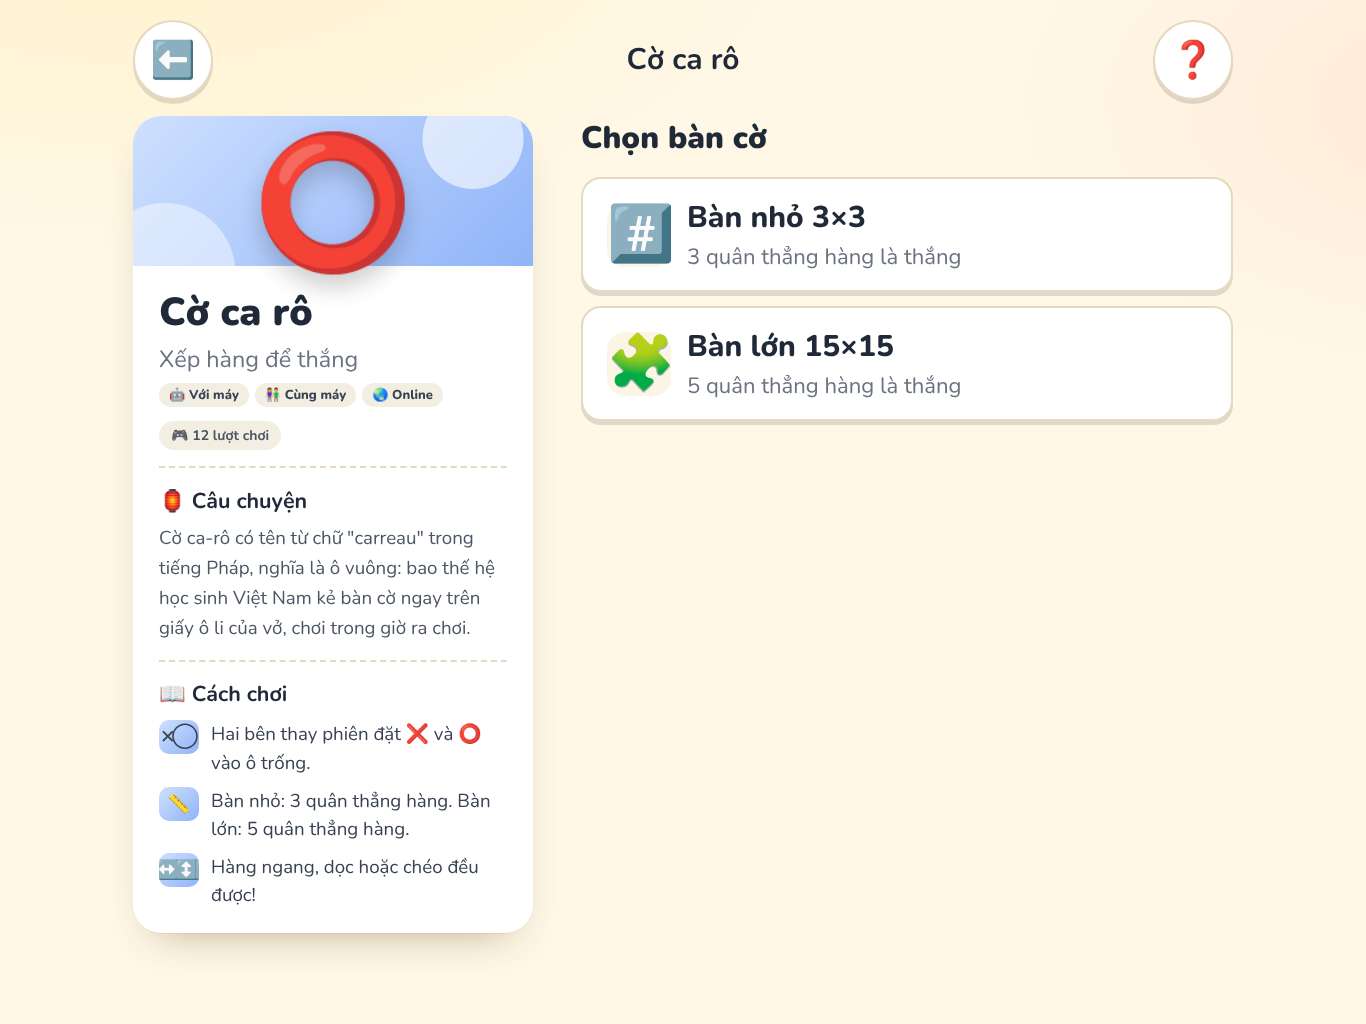 Cờ ca rô
Cờ ca rô
Xếp hàng để thắng
Với máy
Cùng máy
Online
12 lượt chơi
Câu chuyện
Cờ ca-rô có tên từ chữ "carreau" trong
tiếng Pháp, nghĩa là ô vuông: bao thế hệ
học sinh Việt Nam kẻ bàn cờ ngay trên
giấy ô li của vở, chơi trong giờ ra chơi.
Cách chơi
Hai bên thay phiên đặt ❌ và ⭕
vào ô trống.
Bàn nhỏ: 3 quân thẳng hàng. Bàn
lớn: 5 quân thẳng hàng.
Hàng ngang, dọc hoặc chéo đều
được!
Chọn bàn cờ
Bàn nhỏ 3×3
3 quân thẳng hàng là thắng
Bàn lớn 15×15
5 quân thẳng hàng là thắng